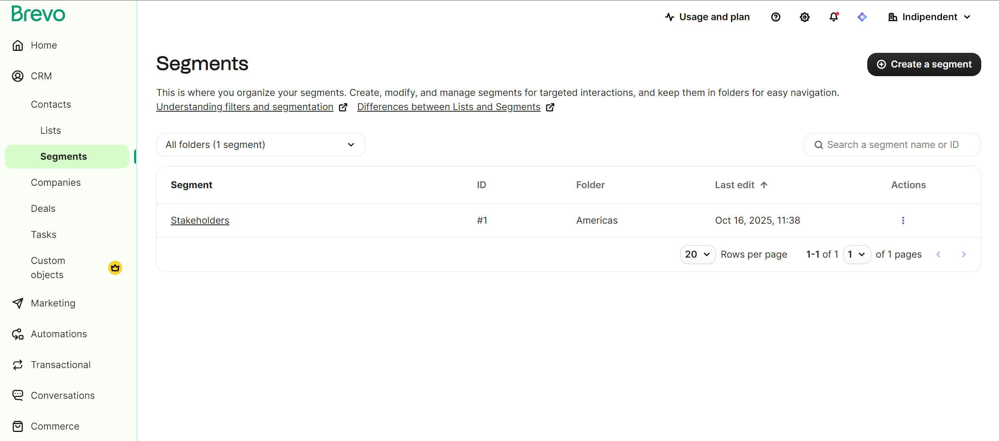 Brevo
Usage and plan
Indipendent
Home
CRM
Contacts
Lists
Segments
Companies
Deals
Tasks
Custom
objects
Marketing
Automations
Transactional
Conversations
Commerce
Segments
Create a segment
This is where you organize your segments. Create, modify, and manage segments for targeted interactions, and keep them in folders for easy navigation.
Understanding filters and segmentation Differences between Lists and Segments
All folders (1 segment)
Search a segment name or ID
Segment ID Folder Last edit Actions
Stakeholders #1 Americas Oct 16, 2025, 11:38
20 Rows per page 1-1 of 1 1 of 1 pages